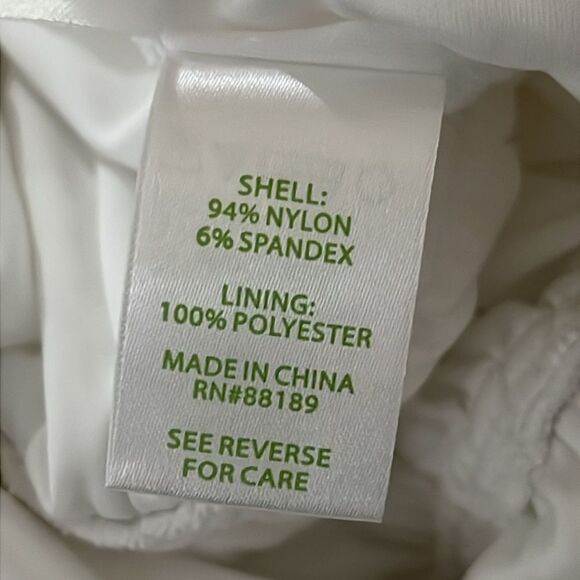 SHELL:
94% NYLON
6% SPANDEX
LINING:
100% POLYESTER
MADE IN CHINA
RN#88189
SEE REVERSE
FOR CARE